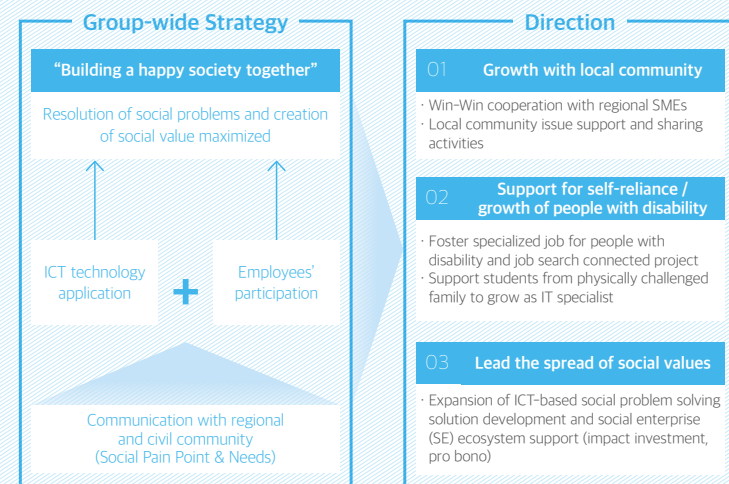 Group-wide Strategy
“Building a happy society together”
Resolution of social problems and creation
of social value maximized
ICT technology
application
+
Employees’
participation
Communication with regional
and civil community
(Social Pain Point & Needs)
Direction
01 Growth with local community
· Win-Win cooperation with regional SMEs
· Local community issue support and sharing
activities
02 Support for self-reliance /
growth of people with disability
· Foster specialized job for people with
disability and job search connected project
· Support students from physically challenged
family to grow as IT specialist
03 Lead the spread of social values
· Expansion of ICT-based social problem solving
solution development and social enterprise
(SE) ecosystem support (impact investment,
pro bono)